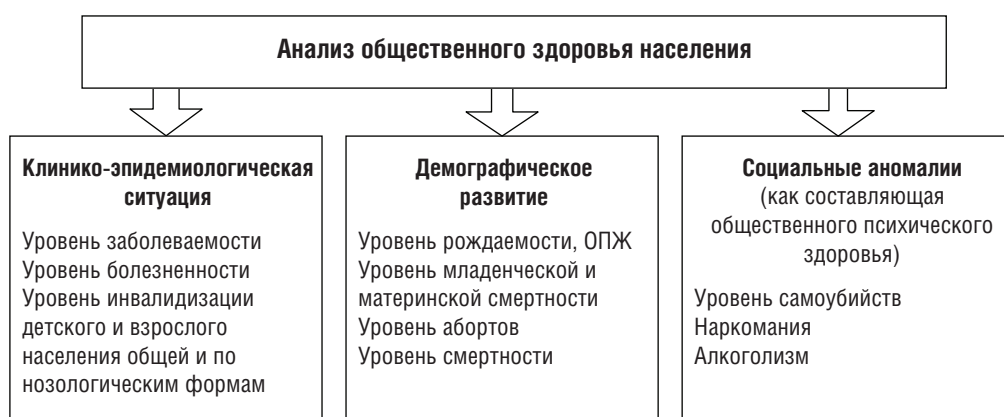 Анализ общественного здоровья населения
Клинико-эпидемиологическая
ситуация
Уровень заболеваемости
Уровень болезненности
Уровень инвалидизации
детского и взрослого
населения общей и по
нозологическим формам
Демографическое
развитие
Уровень рождаемости, ОПЖ
Уровень младенческой и
материнской смертности
Уровень абортов
Уровень смертности
Социальные аномалии
(как составляющая
общественного психического
здоровья)
Уровень самоубийств
Наркомания
Алкоголизм